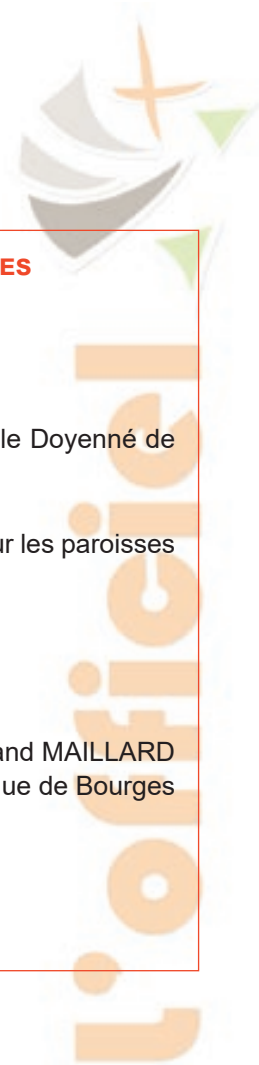 ES
le Doyenné de
ur les paroisses
and MAILLARD
ue de Bourges
l'officiel